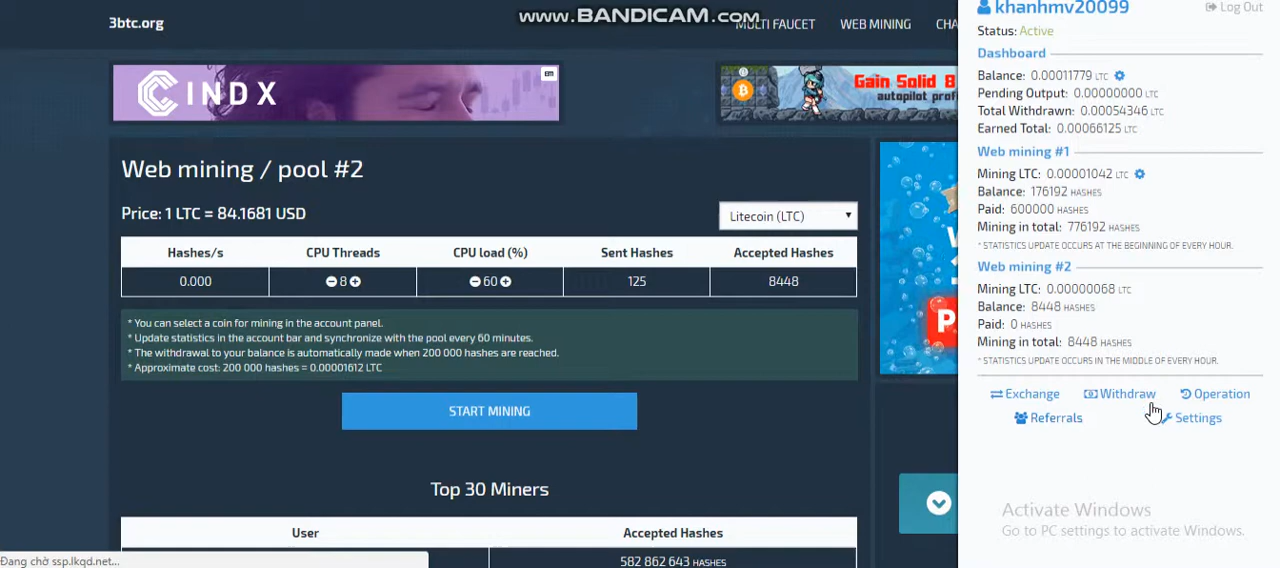 www.BANDICAM.com
3btc.org
MULTI FAUCET WEB MINING CHA
CINDX
Gain Solid 8
autopilot prof
Web mining / pool #2
Price: 1 LTC = 84.1681 USD
Litecoin (LTC)
Hashes/s CPU Threads CPU load (%) Sent Hashes Accepted Hashes
0.000 8 60 125 8448
* You can select a coin for mining in the account panel.
* Update statistics in the account bar and synchronize with the pool every 60 minutes.
* The withdrawal to your balance is automatically made when 200 000 hashes are reached.
* Approximate cost: 200 000 hashes = 0.00001612 LTC
START MINING
Top 30 Miners
User Accepted Hashes
582 862 643 HASHES
Đang chờ ssp.lkqd.net...
khanhmv20099 Log Out
Status: Active
Dashboard
Balance: 0.00011779 LTC
Pending Output: 0.00000000 LTC
Total Withdrawn: 0.00054346 LTC
Earned Total: 0.00066125 LTC
Web mining #1
Mining LTC: 0.00001042 LTC
Balance: 176192 HASHES
Paid: 600000 HASHES
Mining in total: 776192 HASHES
* STATISTICS UPDATE OCCURS AT THE BEGINNING OF EVERY HOUR.
Web mining #2
Mining LTC: 0.00000068 LTC
Balance: 8448 HASHES
Paid: 0 HASHES
Mining in total: 8448 HASHES
* STATISTICS UPDATE OCCURS IN THE MIDDLE OF EVERY HOUR.
Exchange Withdraw Operation
Referrals Settings
Activate Windows
Go to PC settings to activate Windows.